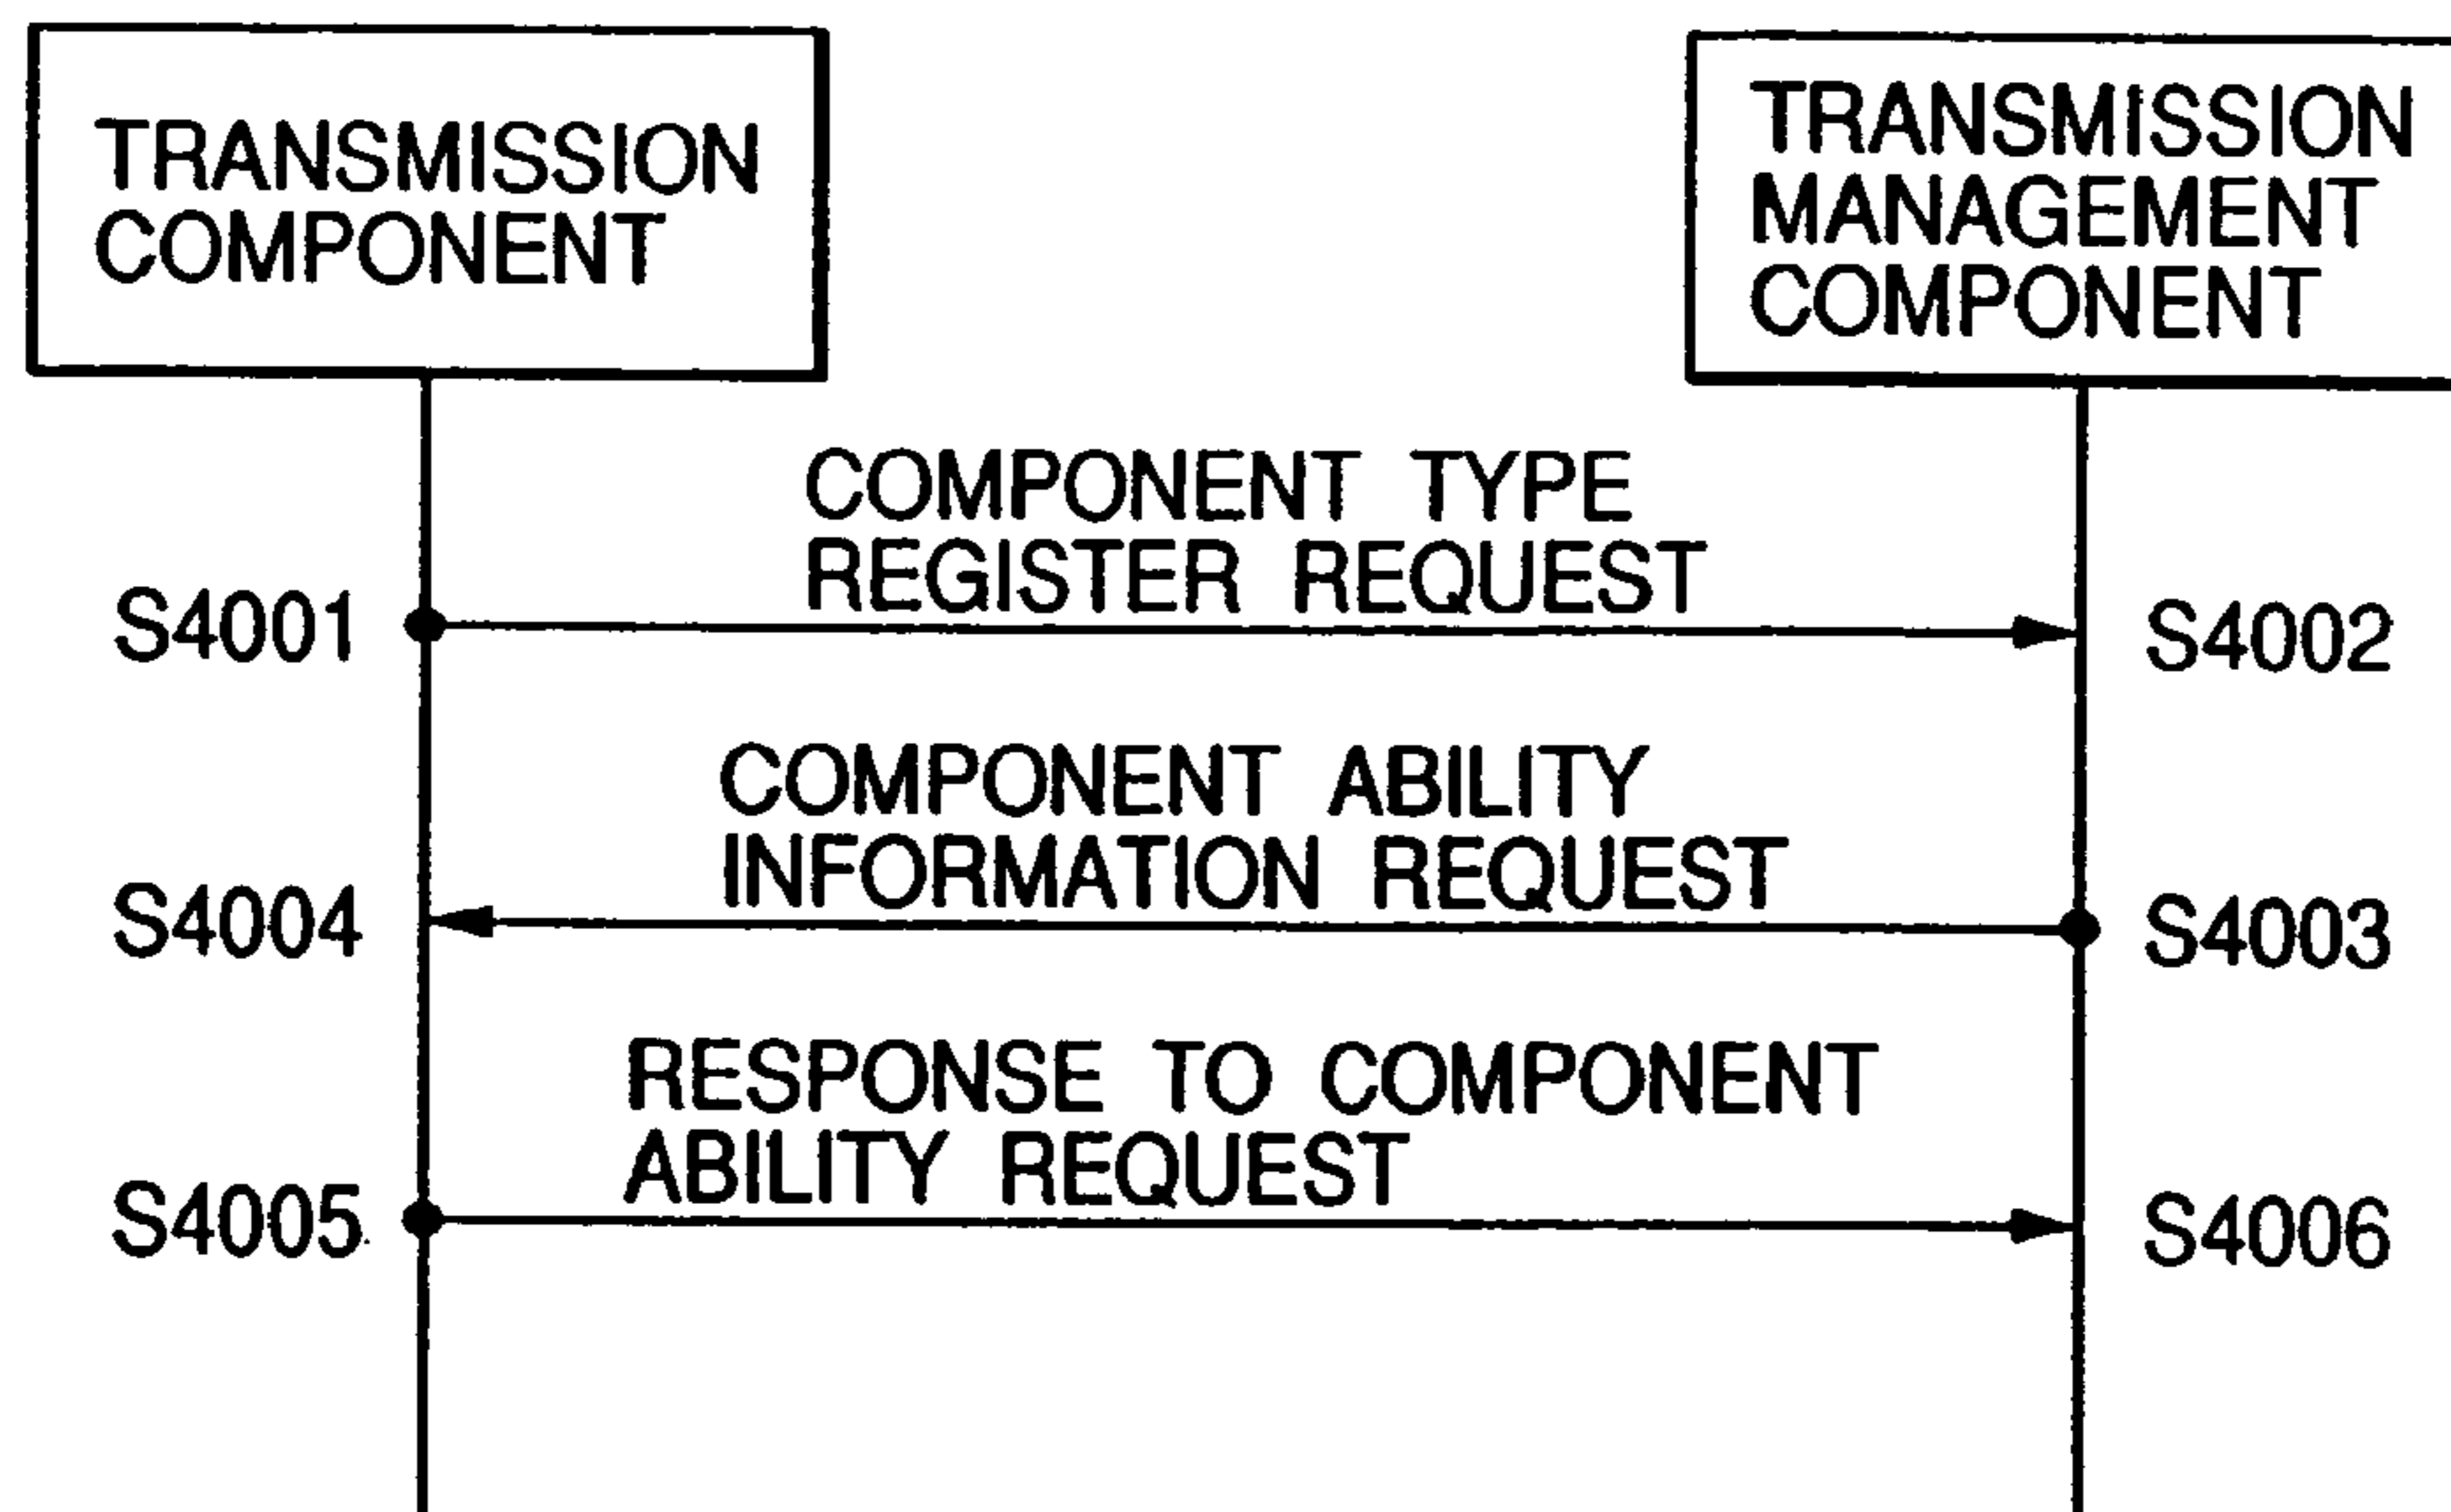 TRANSMISSION
COMPONENT
TRANSMISSION
MANAGEMENT
COMPONENT
COMPONENT TYPE
REGISTER REQUEST
S4001
S4002
COMPONENT ABILITY
INFORMATION REQUEST
S4004
S4003
RESPONSE TO COMPONENT
ABILITY REQUEST
S4005
S4006